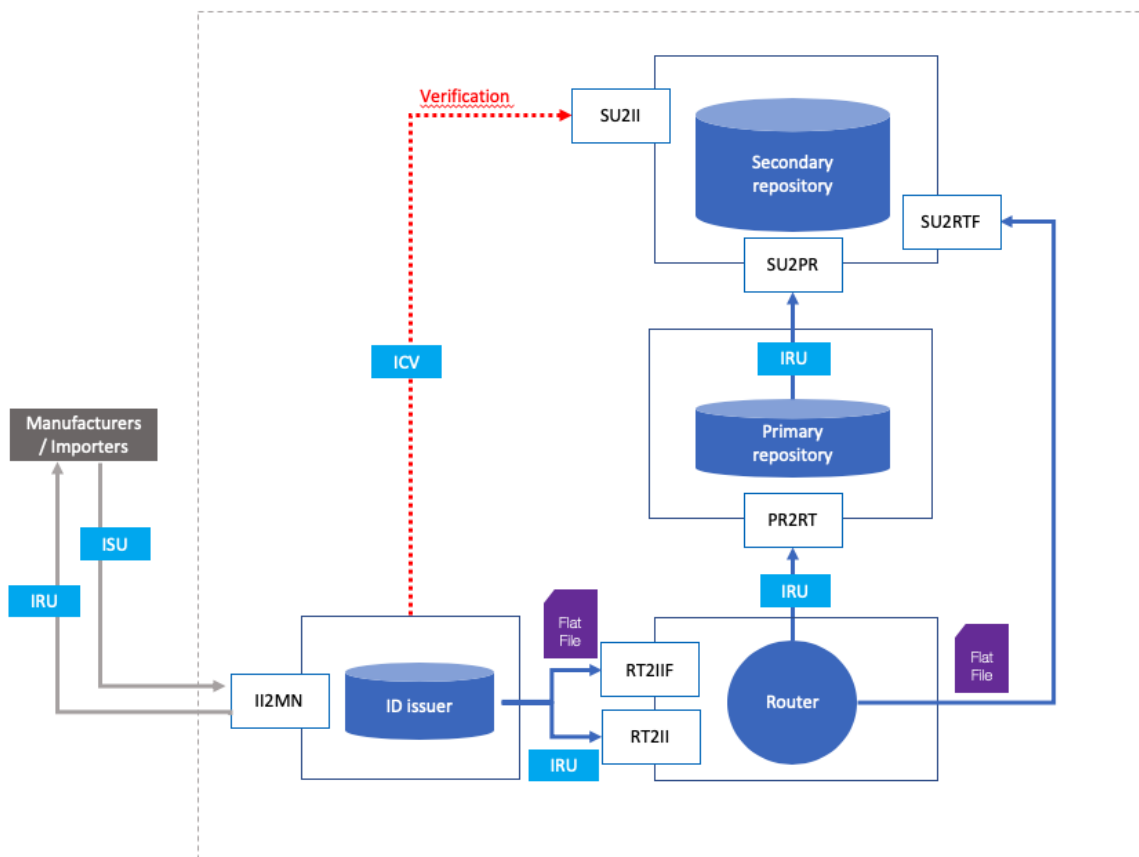 Verification
SU2II
Secondary
repository
SU2RTF
SU2PR
ICV
IRU
Manufacturers
/ Importers
Primary
repository
PR2RT
ISU
IRU
IRU
Flat
File
Flat
File
RT2IIF
II2MN
ID issuer
Router
RT2II
IRU